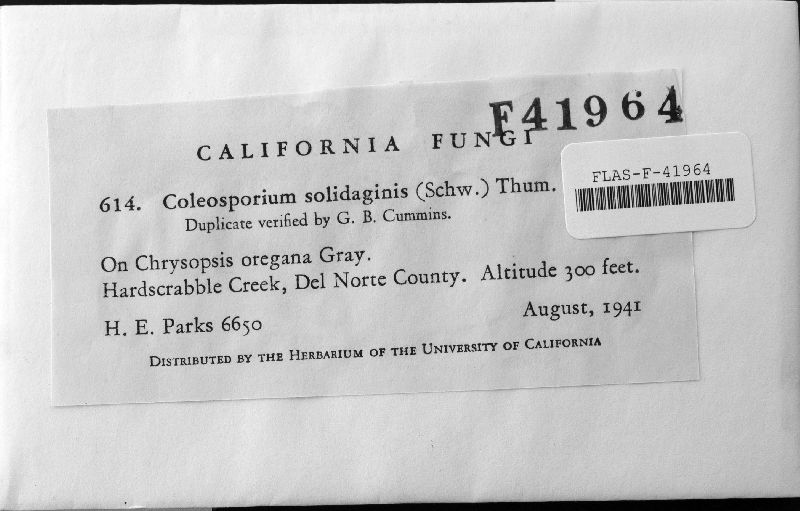 F41964
CALIFORNIA FUNGI
FLAS-F-41964
614. Coleosporium solidaginis (Schw.) Thum.
Duplicate verified by G. B. Cummins.
On Chrysopsis oregana Gray.
Hardscrabble Creek, Del Norte County. Altitude 300 feet.
H. E. Parks 6650 August, 1941
DISTRIBUTED BY THE HERBARIUM OF THE UNIVERSITY OF CALIFORNIA